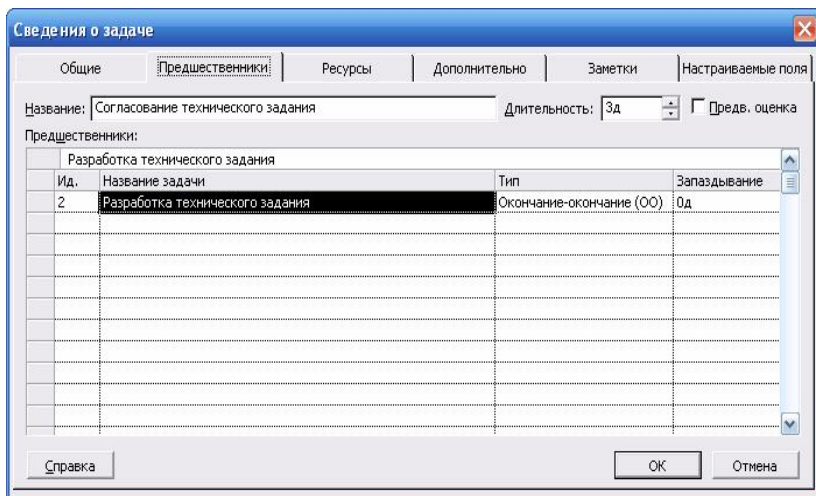 Сведения о задаче
Общие Предшественники Ресурсы Дополнительно Заметки Настраиваемые поля
Название: Согласование технического задания Длительность: 3д Предв. оценка
Предшественники:
Разработка технического задания
Ид. Название задачи Тип Запаздывание
2 Разработка технического задания Окончание-окончание (ОО) 0д
Справка ОК Отмена